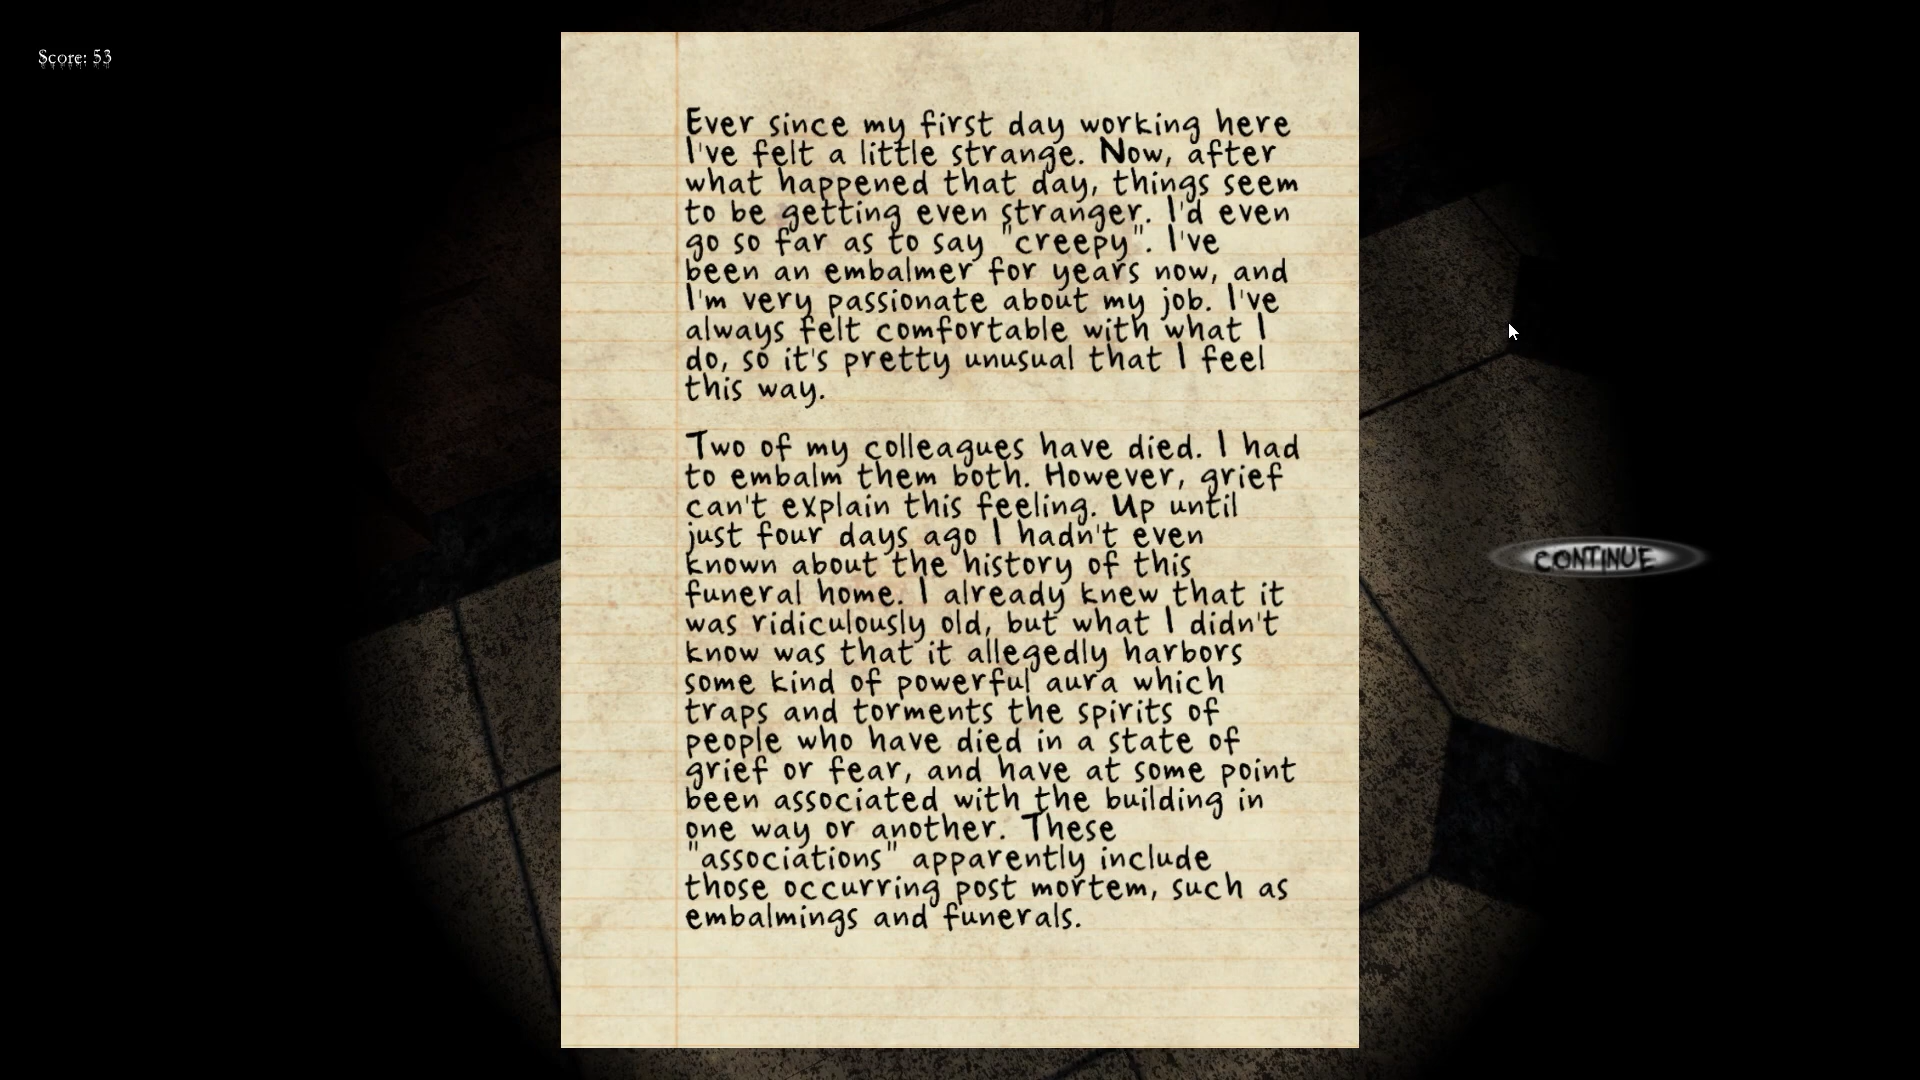 Score: 53
Ever since my first day working here
I've felt a little strange. Now, after
what happened that day, things seem
to be getting even stranger. I'd even
go so far as to say "creepy". I've
been an embalmer for years now, and
I'm very passionate about my job. I've
always felt comfortable with what I
do, so it's pretty unusual that I feel
this way.
Two of my colleagues have died. I had
to embalm them both. However, grief
can't explain this feeling. Up until
just four days ago I hadn't even
known about the history of this
funeral home. I already knew that it
was ridiculously old, but what I didn't
know was that it allegedly harbors
some kind of powerful aura which
traps and torments the spirits of
people who have died in a state of
grief or fear, and have at some point
been associated with the building in
one way or another. These
"associations" apparently include
those occurring post mortem, such as
embalmings and funerals.
CONTINUE